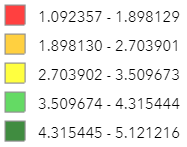 1.092357 - 1.898129
1.898130 - 2.703901
2.703902 - 3.509673
3.509674 - 4.315444
4.315445 - 5.121216